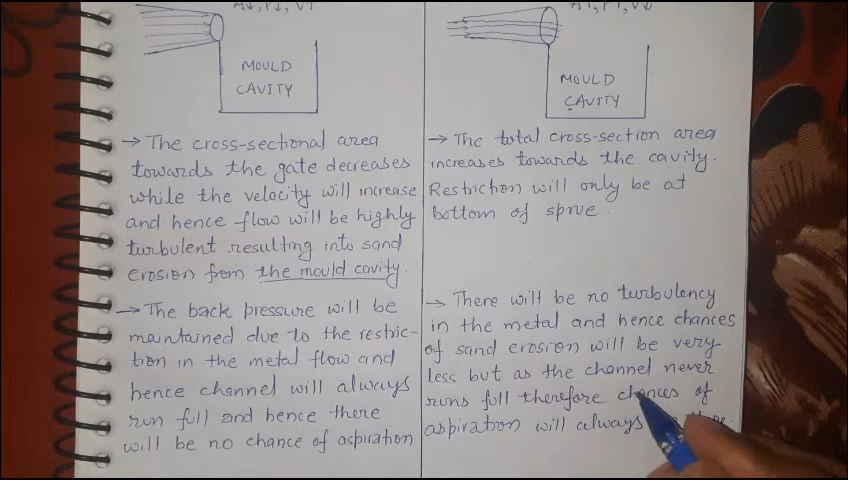 A↓, P↓, V↑
MOULD
CAVITY
→ The cross-sectional area
towards the gate decreases
while the velocity will increase
and hence flow will be highly
turbulent resulting into sand
erosion from the mould cavity.
→ The back pressure will be
maintained due to the restric-
tion in the metal flow and
hence channel will always
run full and hence there
will be no chance of aspiration
A↑, P↑, V↓
MOULD
CAVITY
→ The total cross-section area
increases towards the cavity.
Restriction will only be at
bottom of sprue.
→ There will be no turbulency
in the metal and hence chances
of sand erosion will be very
less but as the channel never
runs full therefore chances of
aspiration will always